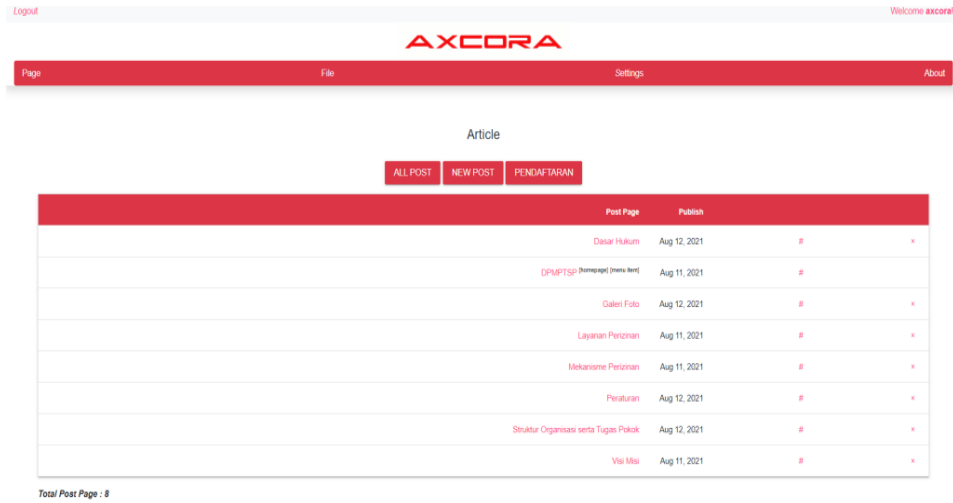 Logout Welcome axcora!
AXCORA
Page File Settings About
Article
ALL POST NEW POST PENDAFTARAN
Post Page Publish
Dasar Hukum Aug 12, 2021 # x
DPMPTSP [homepage] [menu item] Aug 11, 2021 #
Galeri Foto Aug 12, 2021 # x
Layanan Perizinan Aug 11, 2021 # x
Mekanisme Perizinan Aug 11, 2021 # x
Peraturan Aug 12, 2021 # x
Struktur Organisasi serta Tugas Pokok Aug 12, 2021 # x
Visi Misi Aug 11, 2021 # x
Total Post Page : 8